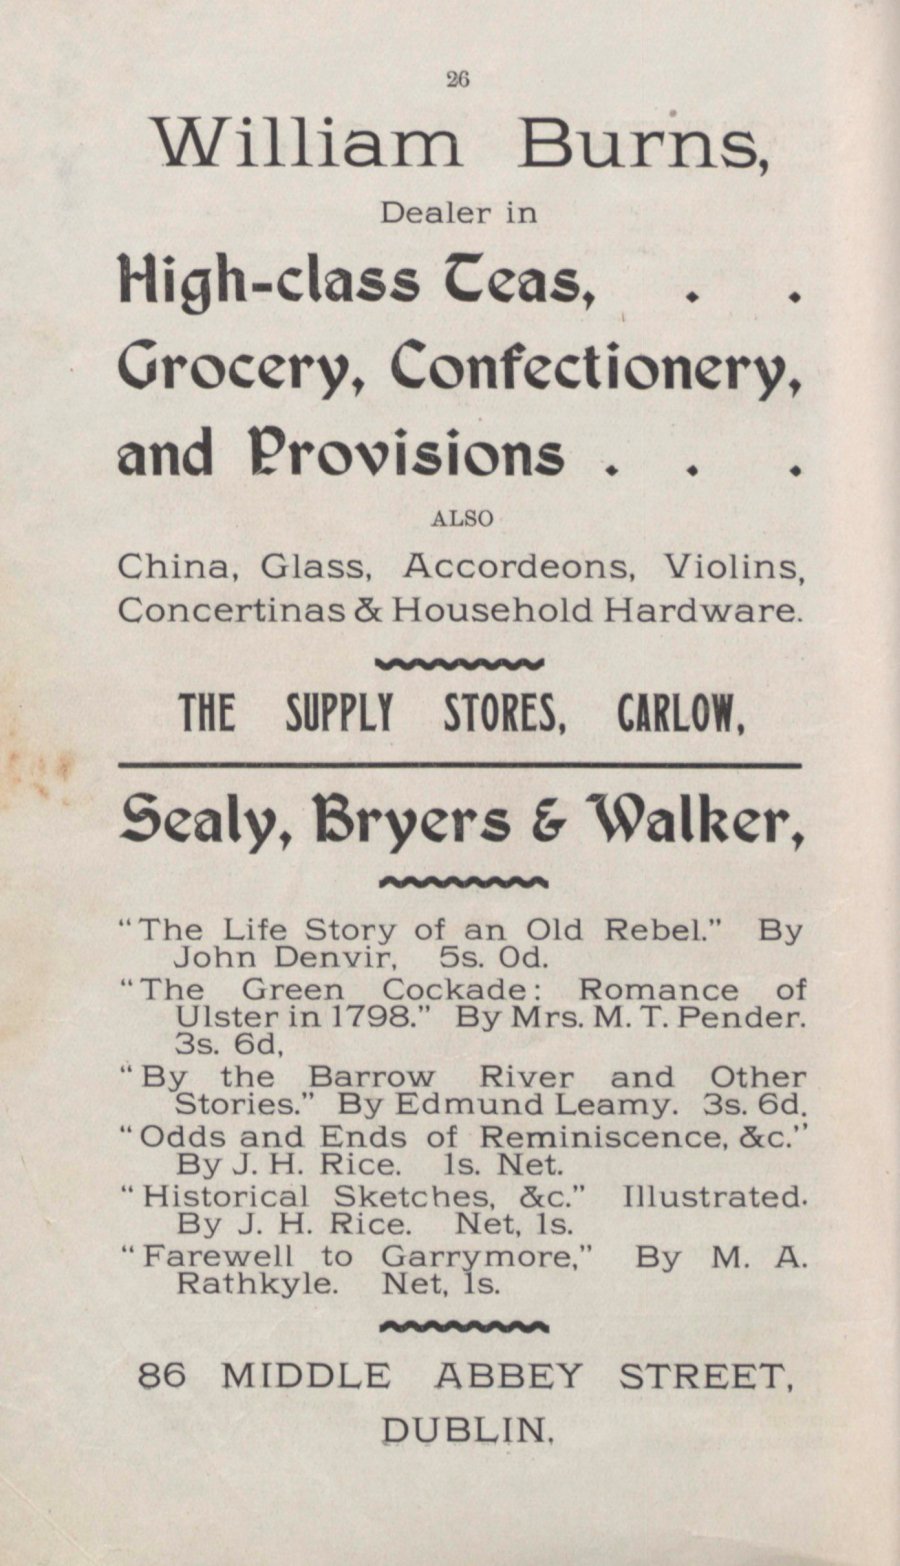 26
William Burns,
Dealer in
High-class Teas, . .
Grocery, Confectionery,
and Provisions . . .
ALSO
China, Glass, Accordeons, Violins,
Concertinas & Household Hardware.
THE SUPPLY STORES, CARLOW,
Sealy, Bryers & Walker,
"The Life Story of an Old Rebel." By
John Denvir, 5s. 0d.
"The Green Cockade: Romance of
Ulster in 1798." By Mrs. M. T. Pender.
3s. 6d,
"By the Barrow River and Other
Stories." By Edmund Leamy. 3s. 6d.
"Odds and Ends of Reminiscence, &c."
By J. H. Rice. 1s. Net.
"Historical Sketches, &c." Illustrated.
By J. H. Rice. Net, 1s.
"Farewell to Garrymore," By M. A.
Rathkyle. Net, 1s.
86 MIDDLE ABBEY STREET,
DUBLIN.